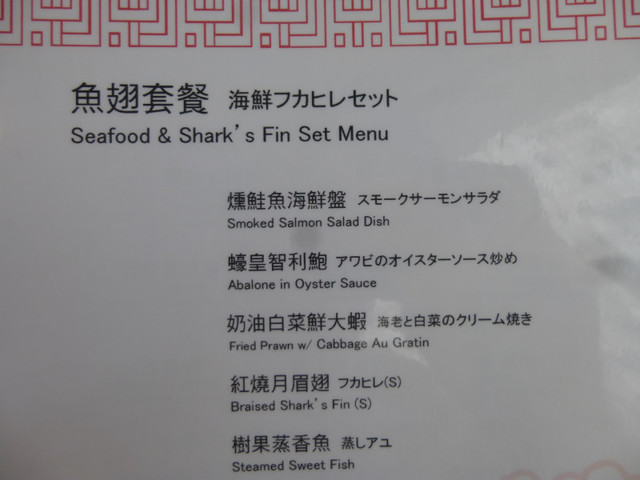 魚翅套餐 海鮮フカヒレセット
Seafood & Shark's Fin Set Menu
燻鮭魚海鮮盤 スモークサーモンサラダ
Smoked Salmon Salad Dish
蠔皇智利鮑 アワビのオイスターソース炒め
Abalone in Oyster Sauce
奶油白菜鮮大蝦 海老と白菜のクリーム焼き
Fried Prawn w/ Cabbage Au Gratin
紅燒月眉翅 フカヒレ(S)
Braised Shark's Fin (S)
樹果蒸香魚 蒸しアユ
Steamed Sweet Fish